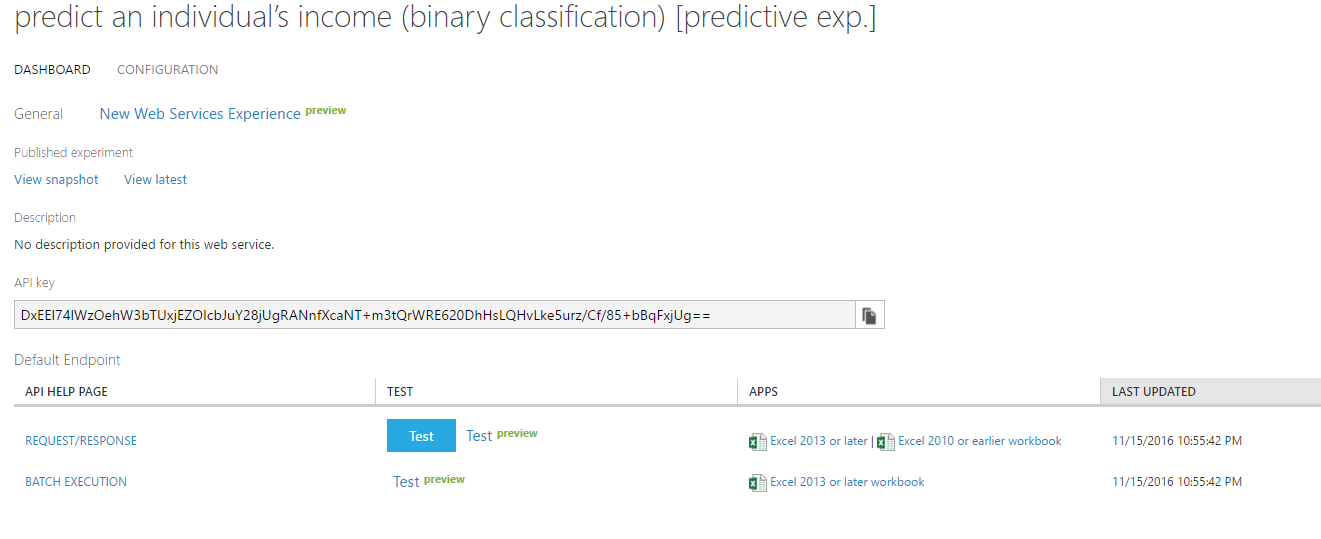 predict an individual's income (binary classification) [predictive exp.]
DASHBOARD CONFIGURATION
General New Web Services Experience preview
Published experiment
View snapshot View latest
Description
No description provided for this web service.
API key
DxEEI74IWzOehW3bTUxjEZOIcbJuY28jUgRANnfXcaNT+m3tQrWRE620DhHsLQHvLke5urz/Cf/85+bBqFxjUg==
Default Endpoint
API HELP PAGE TEST APPS LAST UPDATED
REQUEST/RESPONSE Test Test preview Excel 2013 or later | Excel 2010 or earlier workbook 11/15/2016 10:55:42 PM
BATCH EXECUTION Test preview Excel 2013 or later workbook 11/15/2016 10:55:42 PM